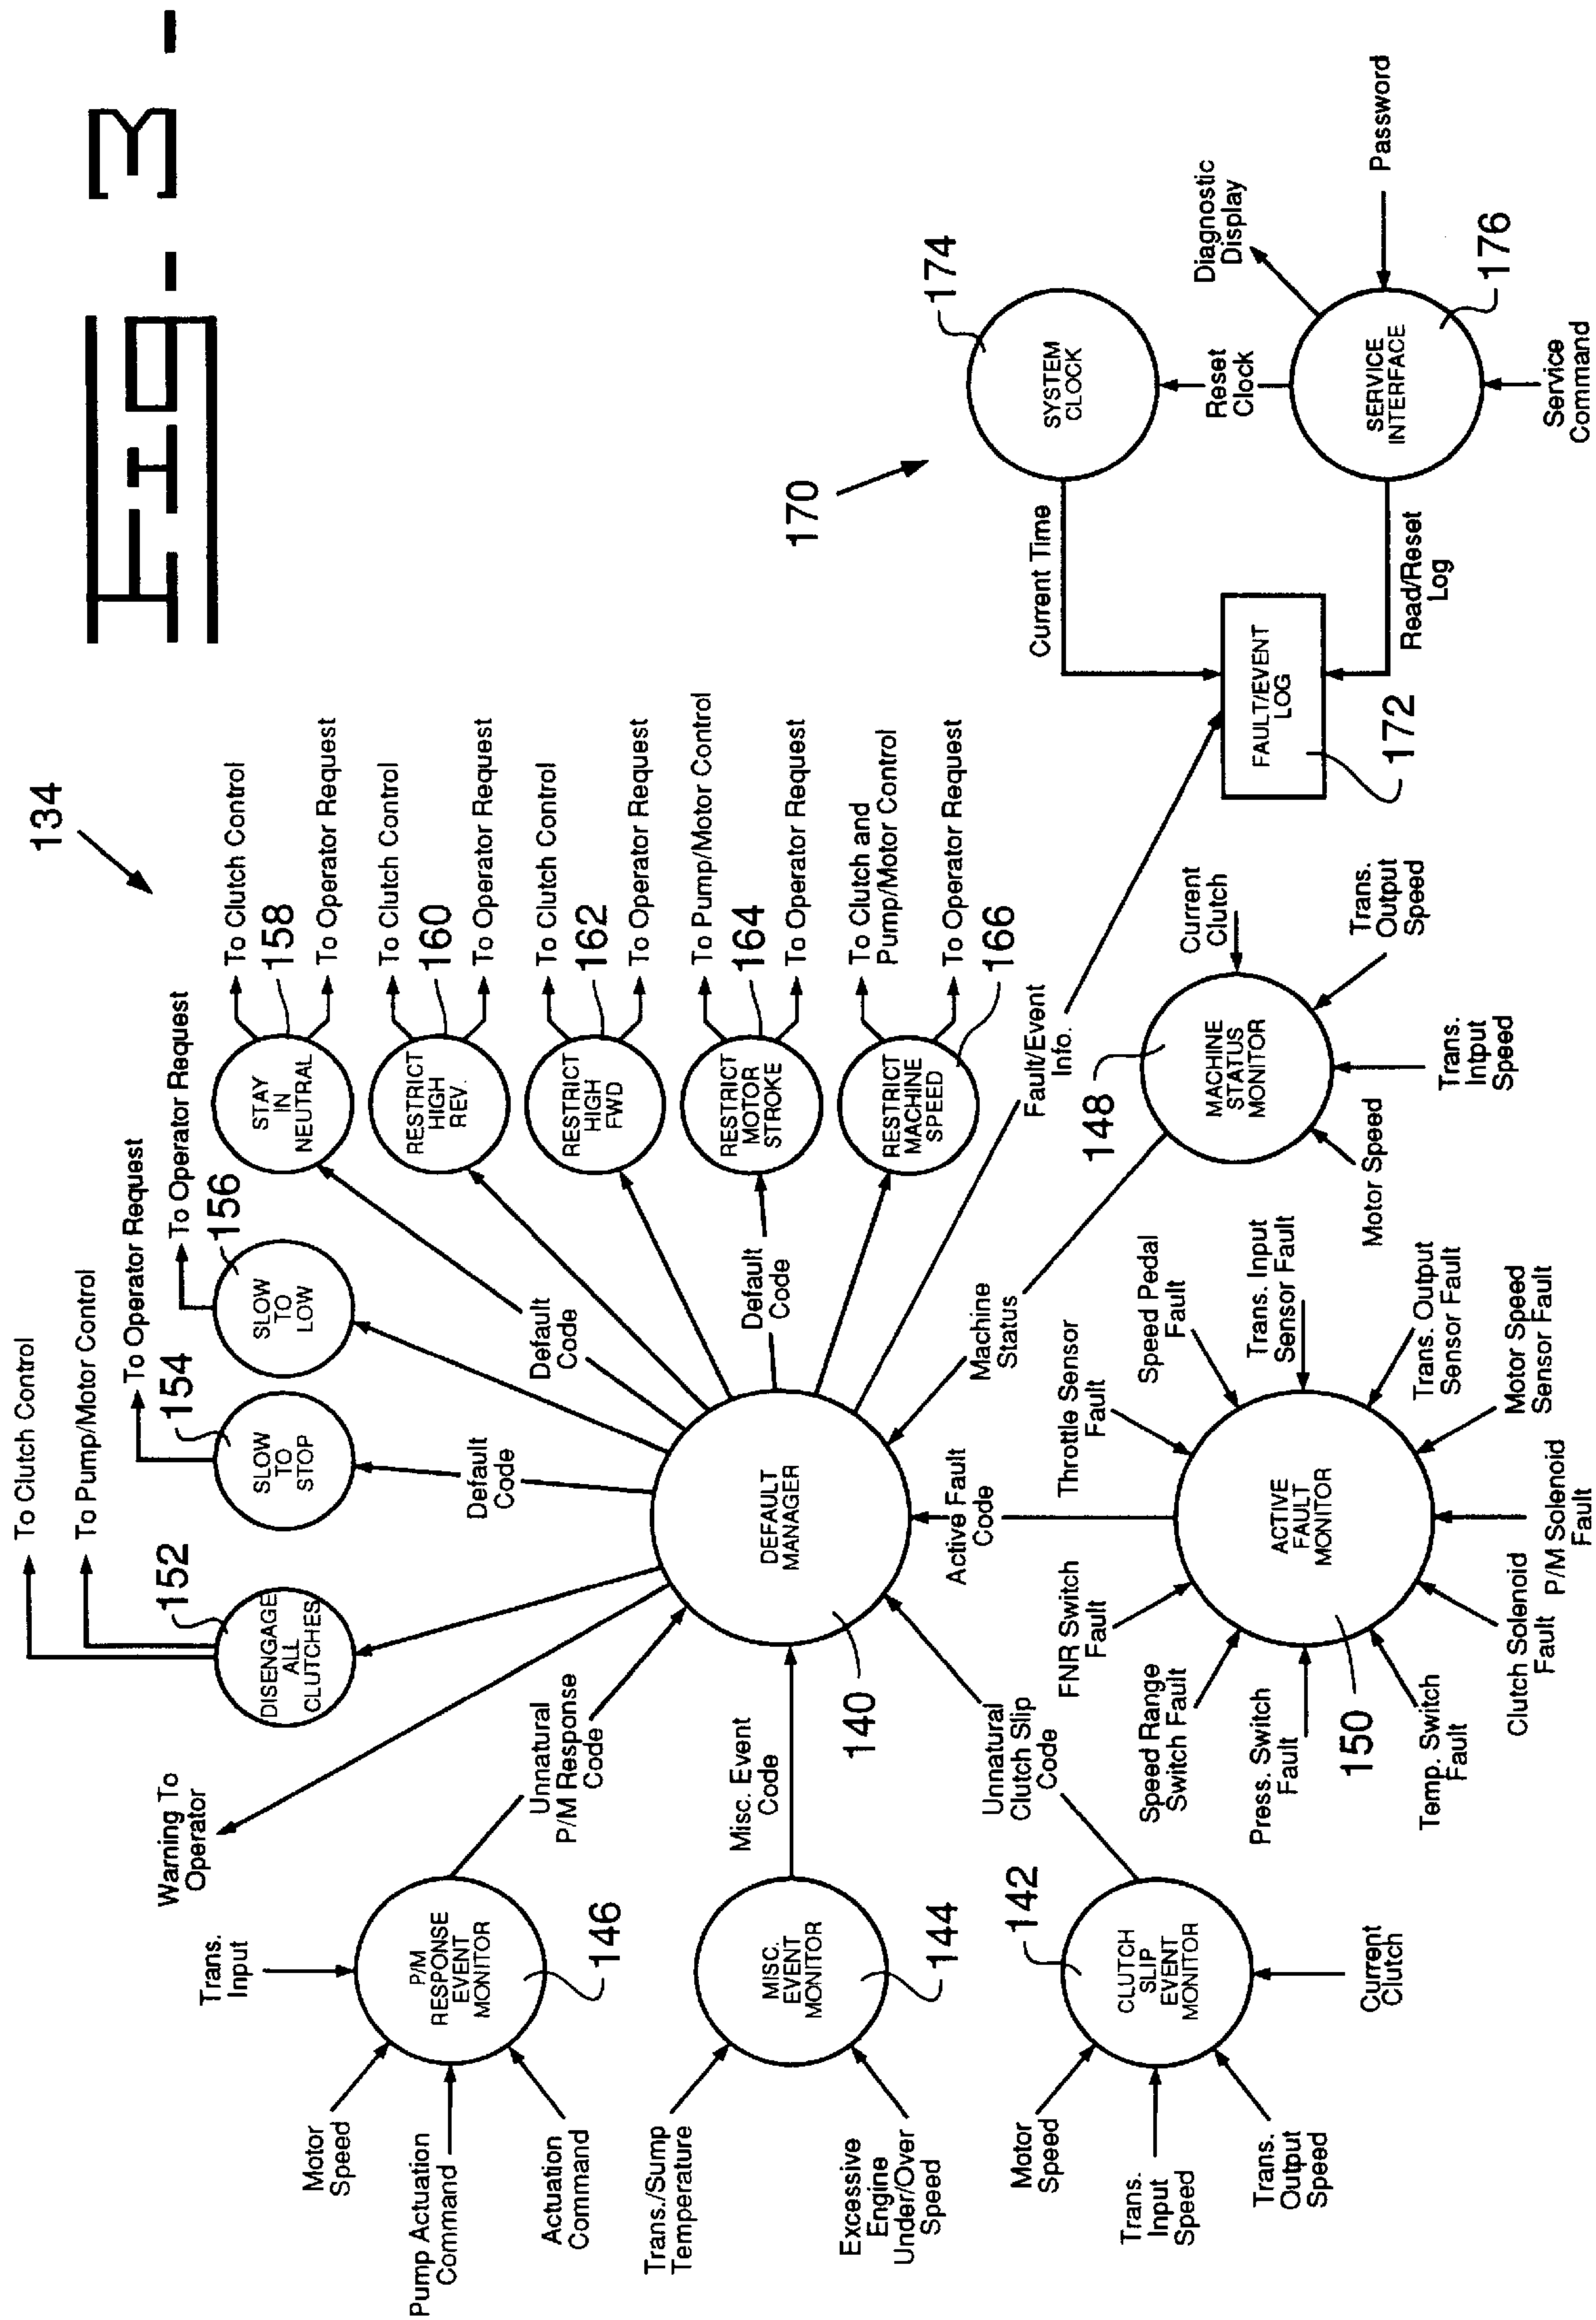 Fig - 3 -
134
To Clutch Control
To Pump/Motor Control
152
DISENGAGE
ALL
CLUTCHES
To Operator Request
154
SLOW
TO
STOP
To Operator Request
156
SLOW
TO
LOW
To Clutch Control
158
To Operator Request
STAY
IN
NEUTRAL
To Clutch Control
160
To Operator Request
RESTRICT
HIGH
REV.
To Clutch Control
162
To Operator Request
RESTRICT
HIGH
FWD
To Pump/Motor Control
164
To Operator Request
RESTRICT
MOTOR
STROKE
To Clutch and
Pump/Motor Control
To Operator Request
166
RESTRICT
MACHINE
SPEED
Default
Code
Default
Code
Default
Code
Warning To
Operator
Trans.
Input
Motor
Speed
Pump Actuation
Command
Actuation
Command
P/M
RESPONSE
EVENT
MONITOR
146
Unnatural
P/M Response
Code
Trans./Sump
Temperature
Excessive
Engine
Under/Over
Speed
MISC.
EVENT
MONITOR
144
Misc. Event
Code
Motor
Speed
Trans.
Input
Speed
Trans.
Output
Speed
Current
Clutch
CLUTCH
SLIP
EVENT
MONITOR
142
Unnatural
Clutch Slip
Code
DEFAULT
MANAGER
140
Active Fault
Code
Machine
Status
Fault/Event
Info.
ACTIVE
FAULT
MONITOR
150
FNR Switch
Fault
Speed Range
Switch Fault
Press. Switch
Fault
Temp. Switch
Fault
Clutch Solenoid
Fault
P/M Solenoid
Fault
Motor Speed
Sensor Fault
Trans. Output
Sensor Fault
Trans. Input
Sensor Fault
Speed Pedal
Fault
Throttle Sensor
Fault
148
MACHINE
STATUS
MONITOR
Current
Clutch
Trans.
Output
Speed
Trans.
Intput
Speed
Motor Speed
170
FAULT/EVENT
LOG
172
Current Time
SYSTEM
CLOCK
174
Reset
Clock
Read/Reset
Log
SERVICE
INTERFACE
176
Diagnostic
Display
Password
Service
Command